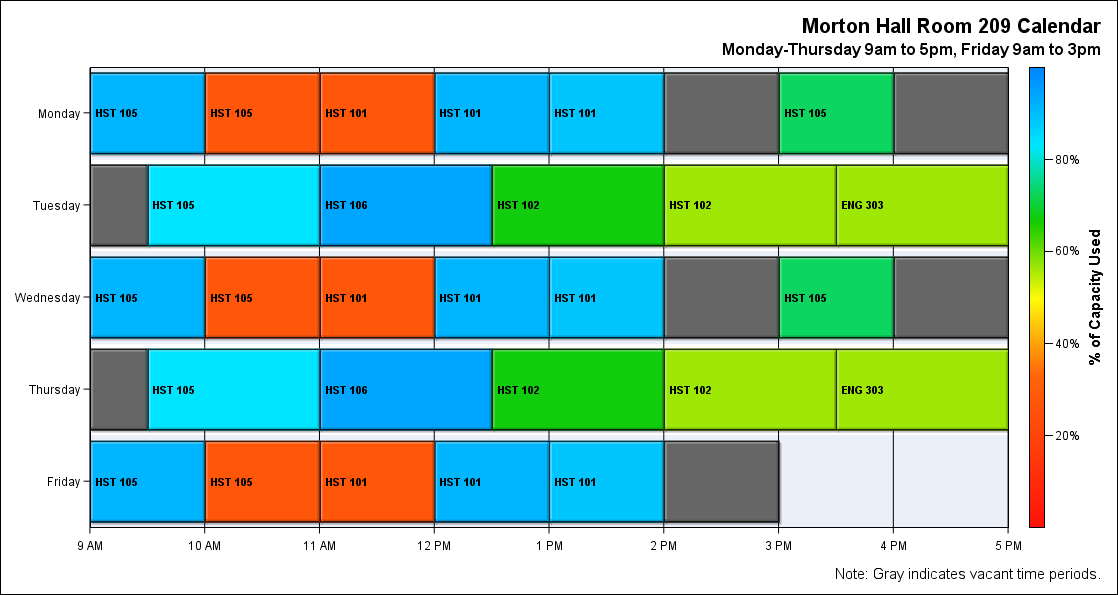 Morton Hall Room 209 Calendar
Monday-Thursday 9am to 5pm, Friday 9am to 3pm
Monday HST 105 HST 105 HST 101 HST 101 HST 101 HST 105
Tuesday HST 105 HST 106 HST 102 HST 102 ENG 303
Wednesday HST 105 HST 105 HST 101 HST 101 HST 101 HST 105
Thursday HST 105 HST 106 HST 102 HST 102 ENG 303
Friday HST 105 HST 105 HST 101 HST 101 HST 101
9 AM 10 AM 11 AM 12 PM 1 PM 2 PM 3 PM 4 PM 5 PM
80%
60%
40%
20%
% of Capacity Used
Note: Gray indicates vacant time periods.